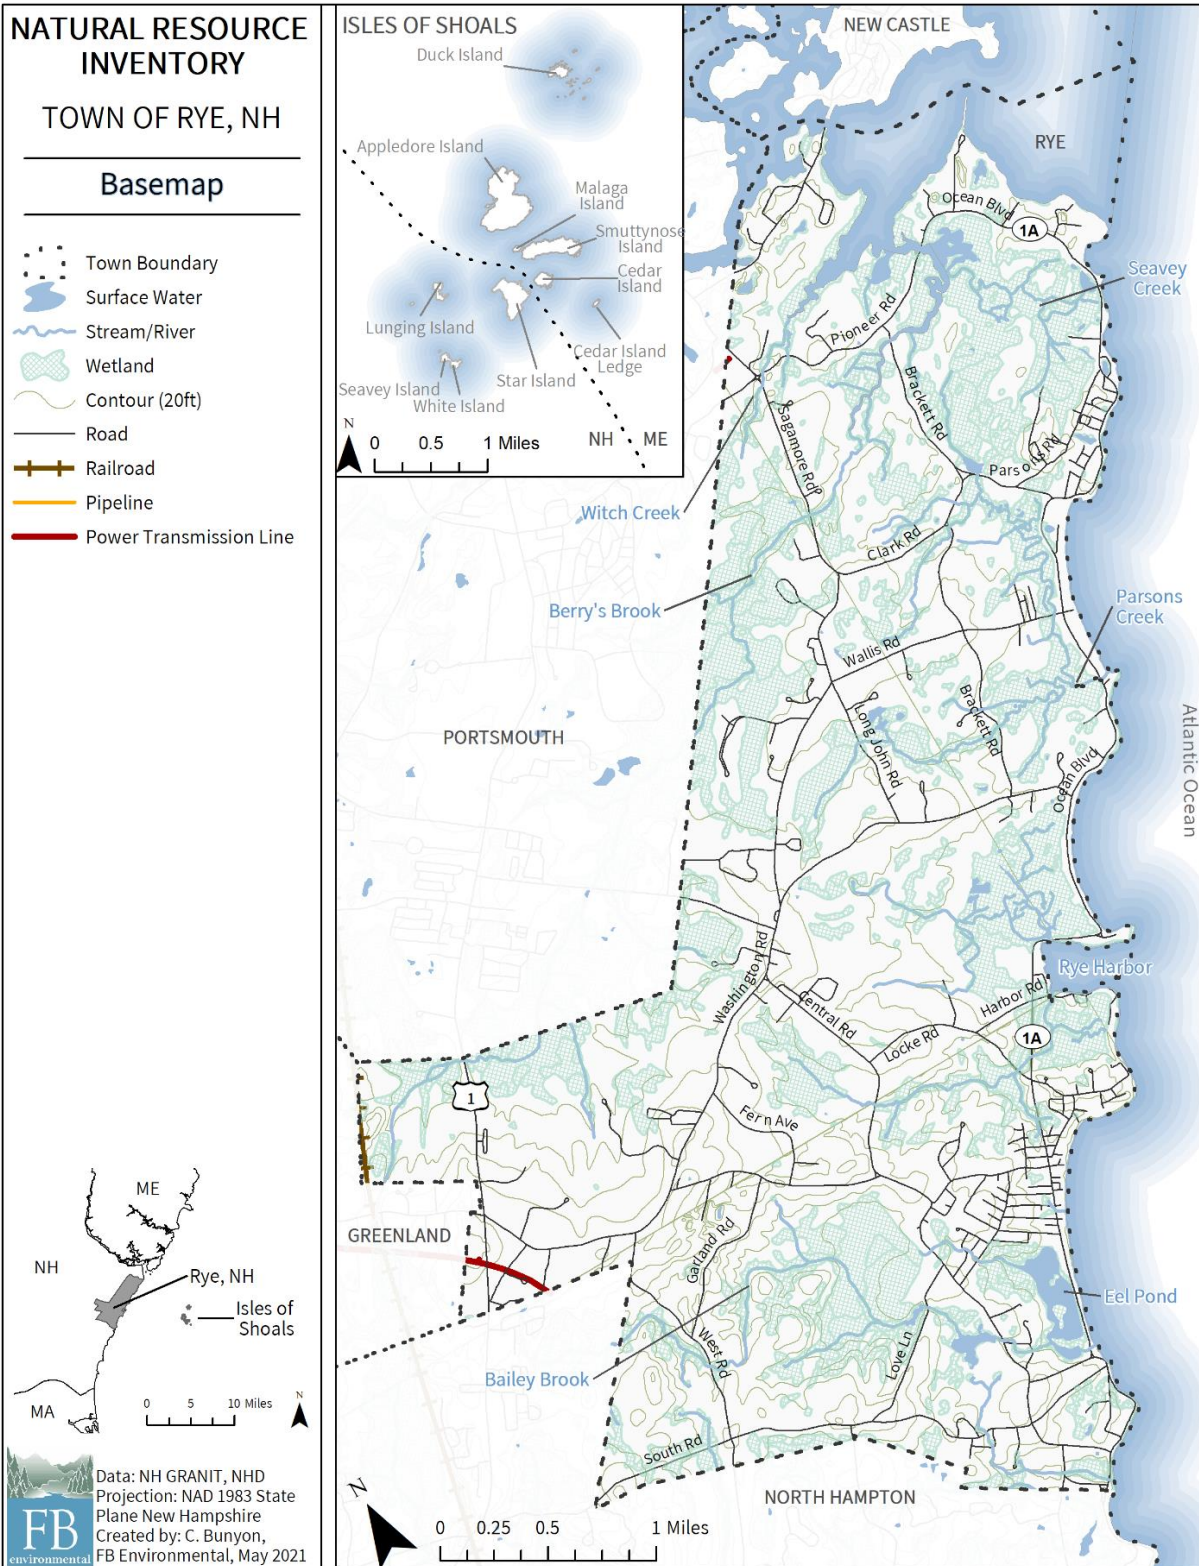 NATURAL RESOURCE
INVENTORY
TOWN OF RYE, NH
Basemap
Town Boundary
Surface Water
Stream/River
Wetland
Contour (20ft)
Road
Railroad
Pipeline
Power Transmission Line
ISLES OF SHOALS
Duck Island
Appledore Island
Malaga
Island
Smuttynose
Island
Cedar
Island
Lunging Island
Cedar Island
Ledge
Star Island
Seavey Island
White Island
N
0 0.5 1 Miles
NH ME
NEW CASTLE
RYE
Ocean Blvd
1A
Seavey
Creek
Pioneer Rd
Brackett Rd
Sagamore Rd
Parsons Rd
Witch Creek
Clark Rd
Berry's Brook
Parsons
Creek
Wallis Rd
Brackett Rd
Long John Rd
PORTSMOUTH
Ocean Blvd
Atlantic Ocean
Washington Rd
Rye Harbor
Central Rd
Harbor Rd
Locke Rd
1A
1
Fern Ave
GREENLAND
Garland Rd
Eel Pond
West Rd
Love Ln
Bailey Brook
South Rd
NORTH HAMPTON
N
0 0.25 0.5 1 Miles
ME
NH
Rye, NH
Isles of
Shoals
MA
0 5 10 Miles
N
FB
environmental
Data: NH GRANIT, NHD
Projection: NAD 1983 State
Plane New Hampshire
Created by: C. Bunyon,
FB Environmental, May 2021